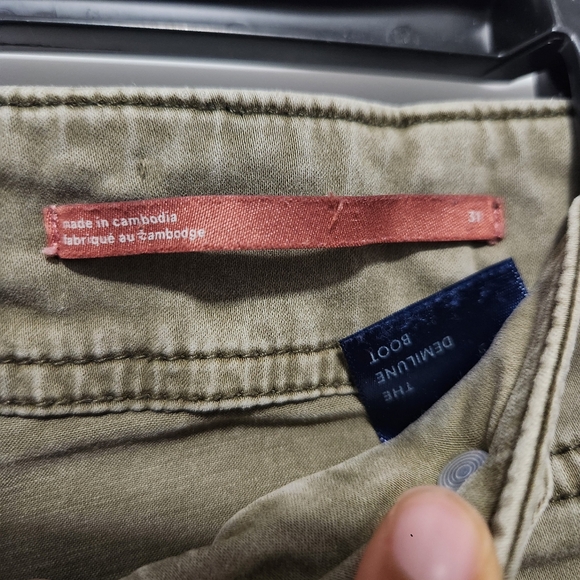 made in cambodia
fabriqué au cambodge
31
THE
DEMILUNE
BOOT